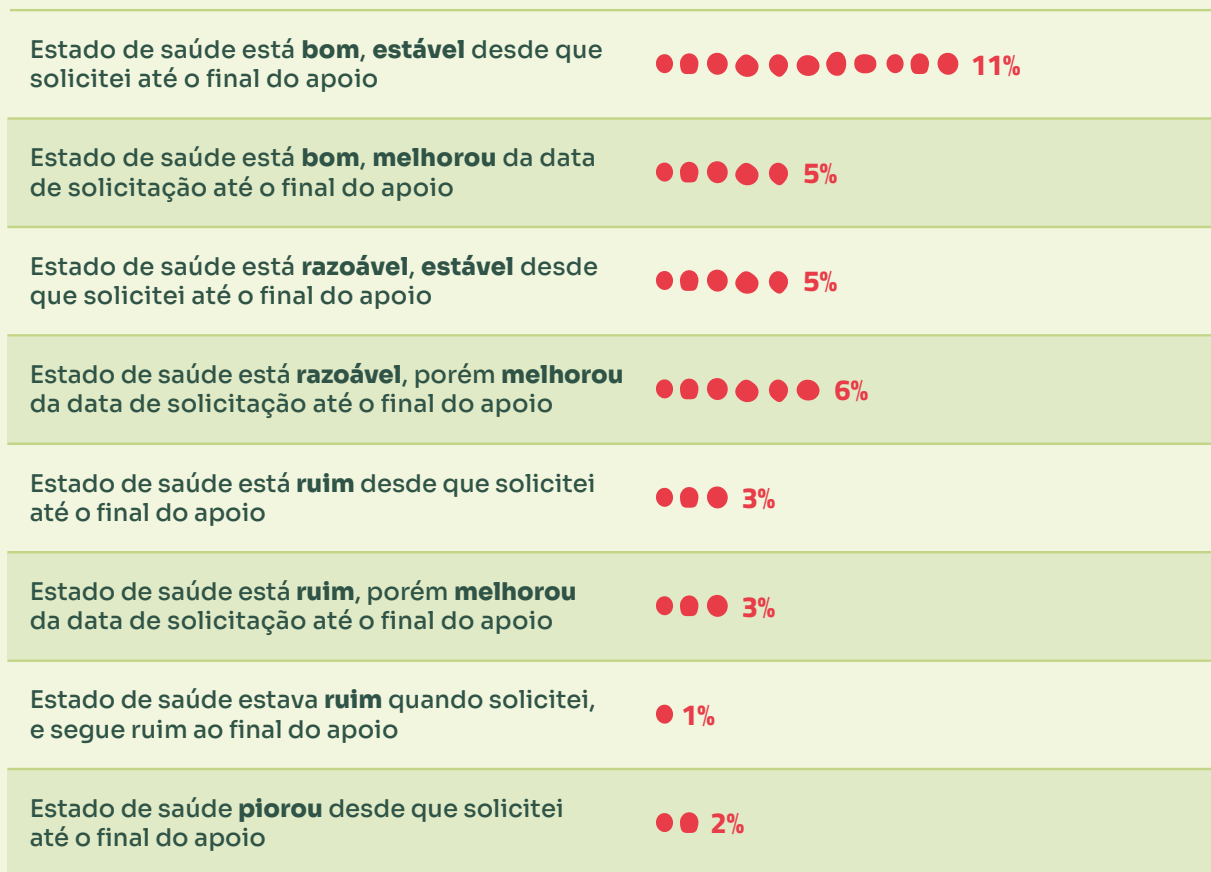 Estado de saúde está bom, estável desde que
solicitei até o final do apoio
11%
Estado de saúde está bom, melhorou da data
de solicitação até o final do apoio
5%
Estado de saúde está razoável, estável desde
que solicitei até o final do apoio
5%
Estado de saúde está razoável, porém melhorou
da data de solicitação até o final do apoio
6%
Estado de saúde está ruim desde que solicitei
até o final do apoio
3%
Estado de saúde está ruim, porém melhorou
da data de solicitação até o final do apoio
3%
Estado de saúde estava ruim quando solicitei,
e segue ruim ao final do apoio
1%
Estado de saúde piorou desde que solicitei
até o final do apoio
2%